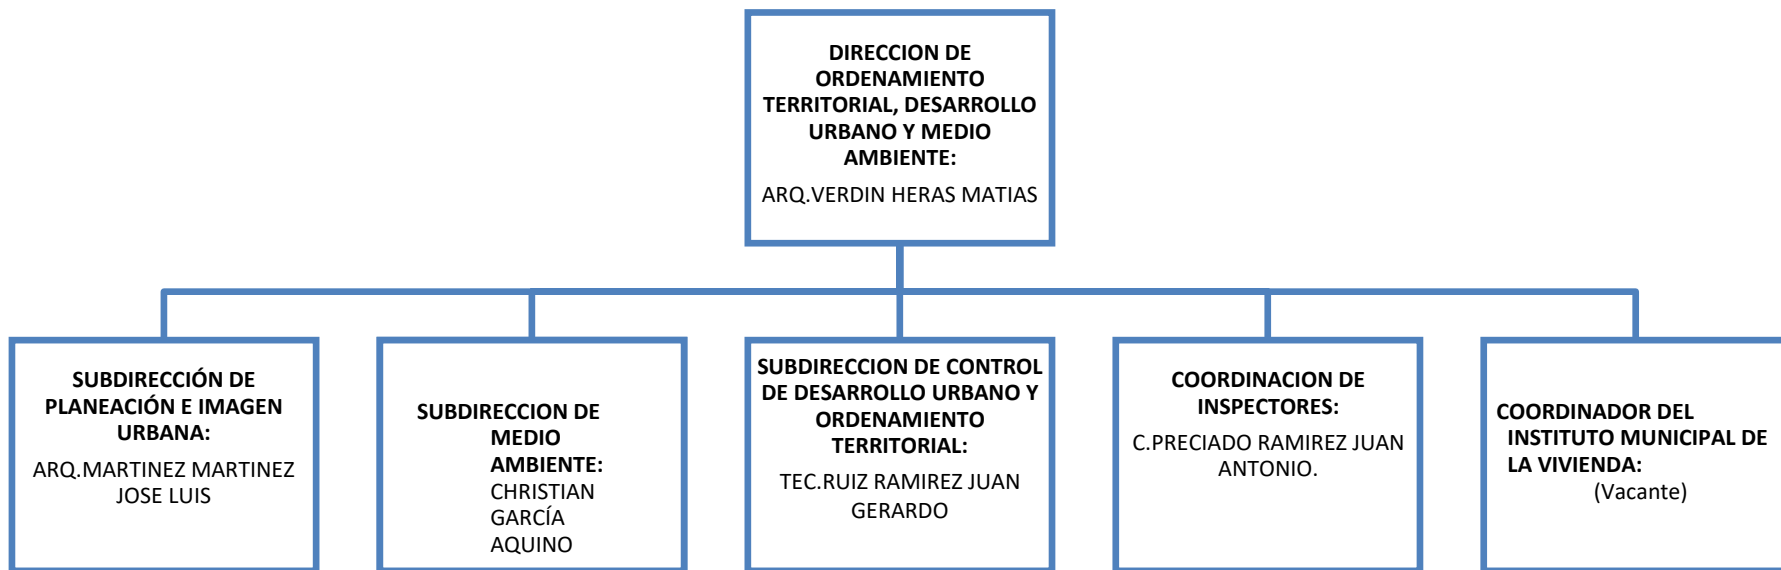 DIRECCION DE
ORDENAMIENTO
TERRITORIAL, DESARROLLO
URBANO Y MEDIO
AMBIENTE:
ARQ.VERDIN HERAS MATIAS
SUBDIRECCIÓN DE
PLANEACIÓN E IMAGEN
URBANA:
ARQ.MARTINEZ MARTINEZ
JOSE LUIS
SUBDIRECCION DE
MEDIO
AMBIENTE:
CHRISTIAN
GARCÍA
AQUINO
SUBDIRECCION DE CONTROL
DE DESARROLLO URBANO Y
ORDENAMIENTO
TERRITORIAL:
TEC.RUIZ RAMIREZ JUAN
GERARDO
COORDINACION DE
INSPECTORES:
C.PRECIADO RAMIREZ JUAN
ANTONIO.
COORDINADOR DEL
INSTITUTO MUNICIPAL DE
LA VIVIENDA:
(Vacante)